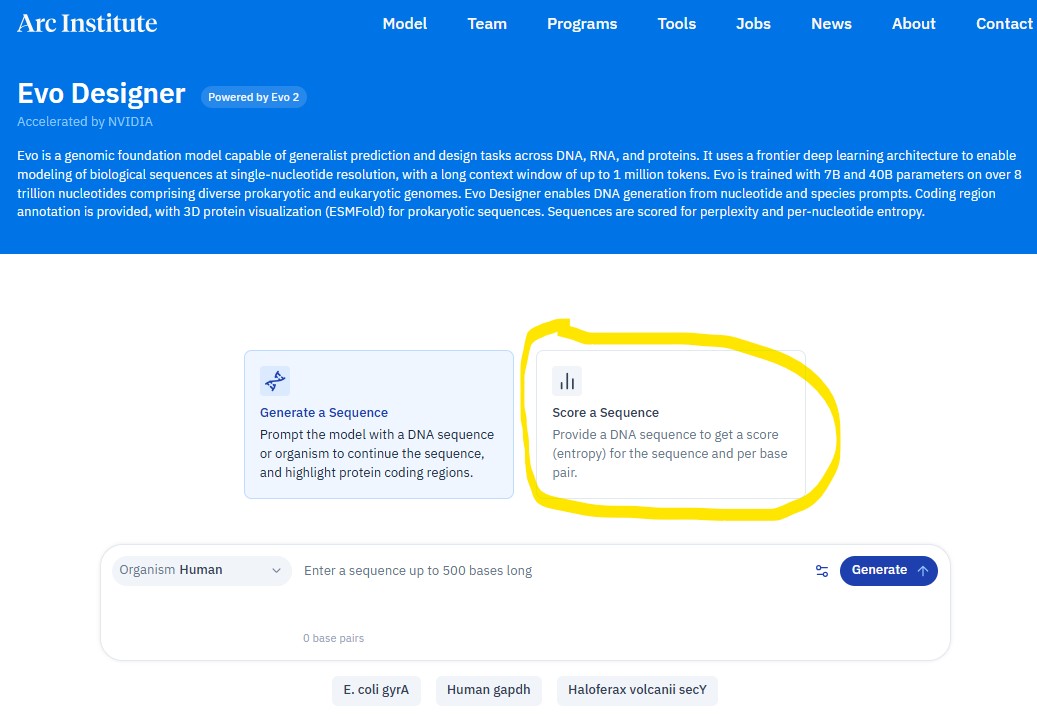 Arc Institute
Model Team Programs Tools Jobs News About Contact
Evo Designer Powered by Evo 2
Accelerated by NVIDIA
Evo is a genomic foundation model capable of generalist prediction and design tasks across DNA, RNA, and proteins. It uses a frontier deep learning architecture to enable
modeling of biological sequences at single-nucleotide resolution, with a long context window of up to 1 million tokens. Evo is trained with 7B and 40B parameters on over 8
trillion nucleotides comprising diverse prokaryotic and eukaryotic genomes. Evo Designer enables DNA generation from nucleotide and species prompts. Coding region
annotation is provided, with 3D protein visualization (ESMFold) for prokaryotic sequences. Sequences are scored for perplexity and per-nucleotide entropy.
Generate a Sequence
Prompt the model with a DNA sequence
or organism to continue the sequence,
and highlight protein coding regions.
Score a Sequence
Provide a DNA sequence to get a score
(entropy) for the sequence and per base
pair.
Organism Human Enter a sequence up to 500 bases long Generate
0 base pairs
E. coli gyrA Human gapdh Haloferax volcanii secY